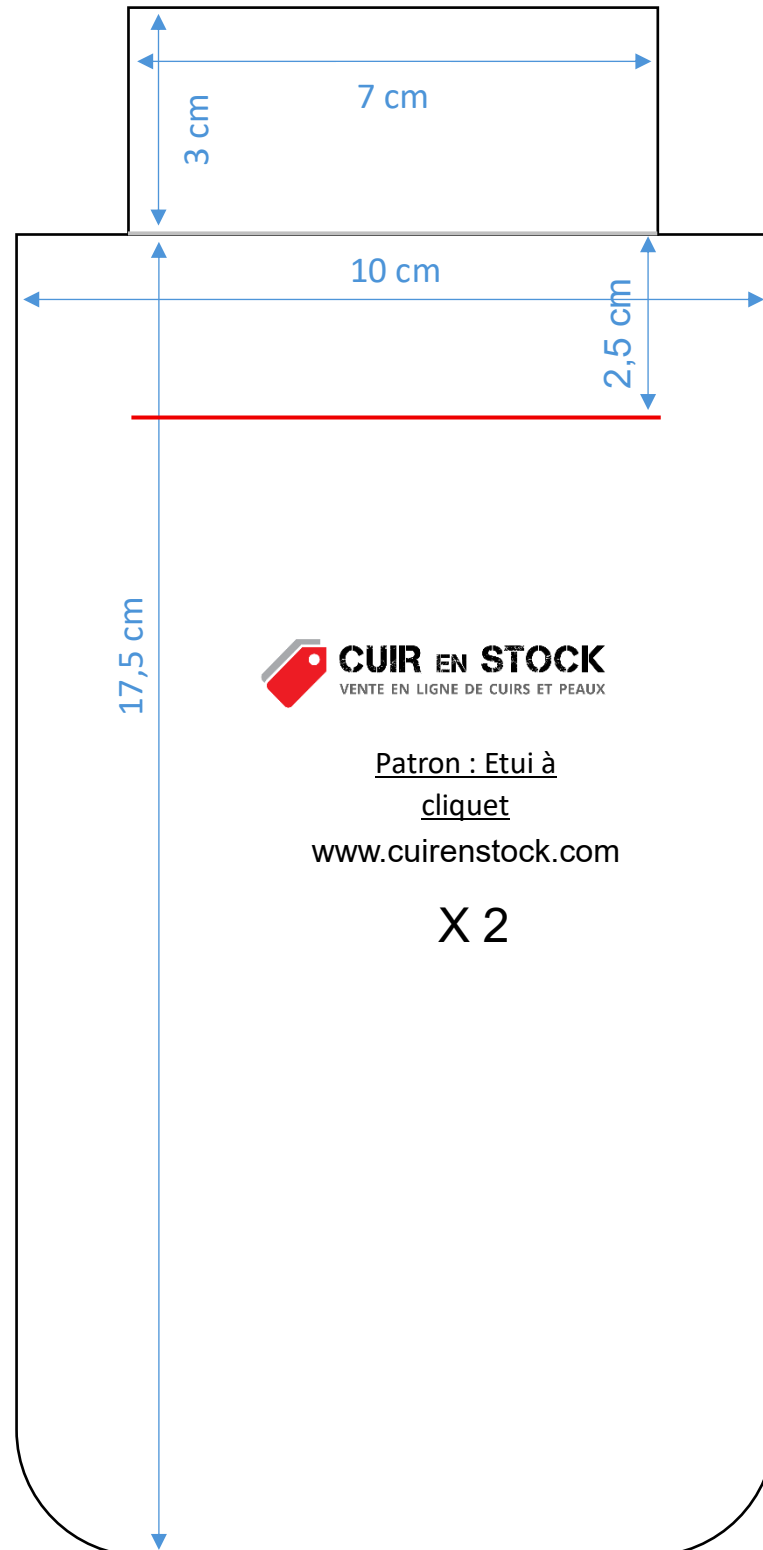 7 cm
3 cm
10 cm
2,5 cm
17,5 cm
CUIR EN STOCK
VENTE EN LIGNE DE CUIRS ET PEAUX
Patron : Etui à
cliquet
www.cuirenstock.com
X 2